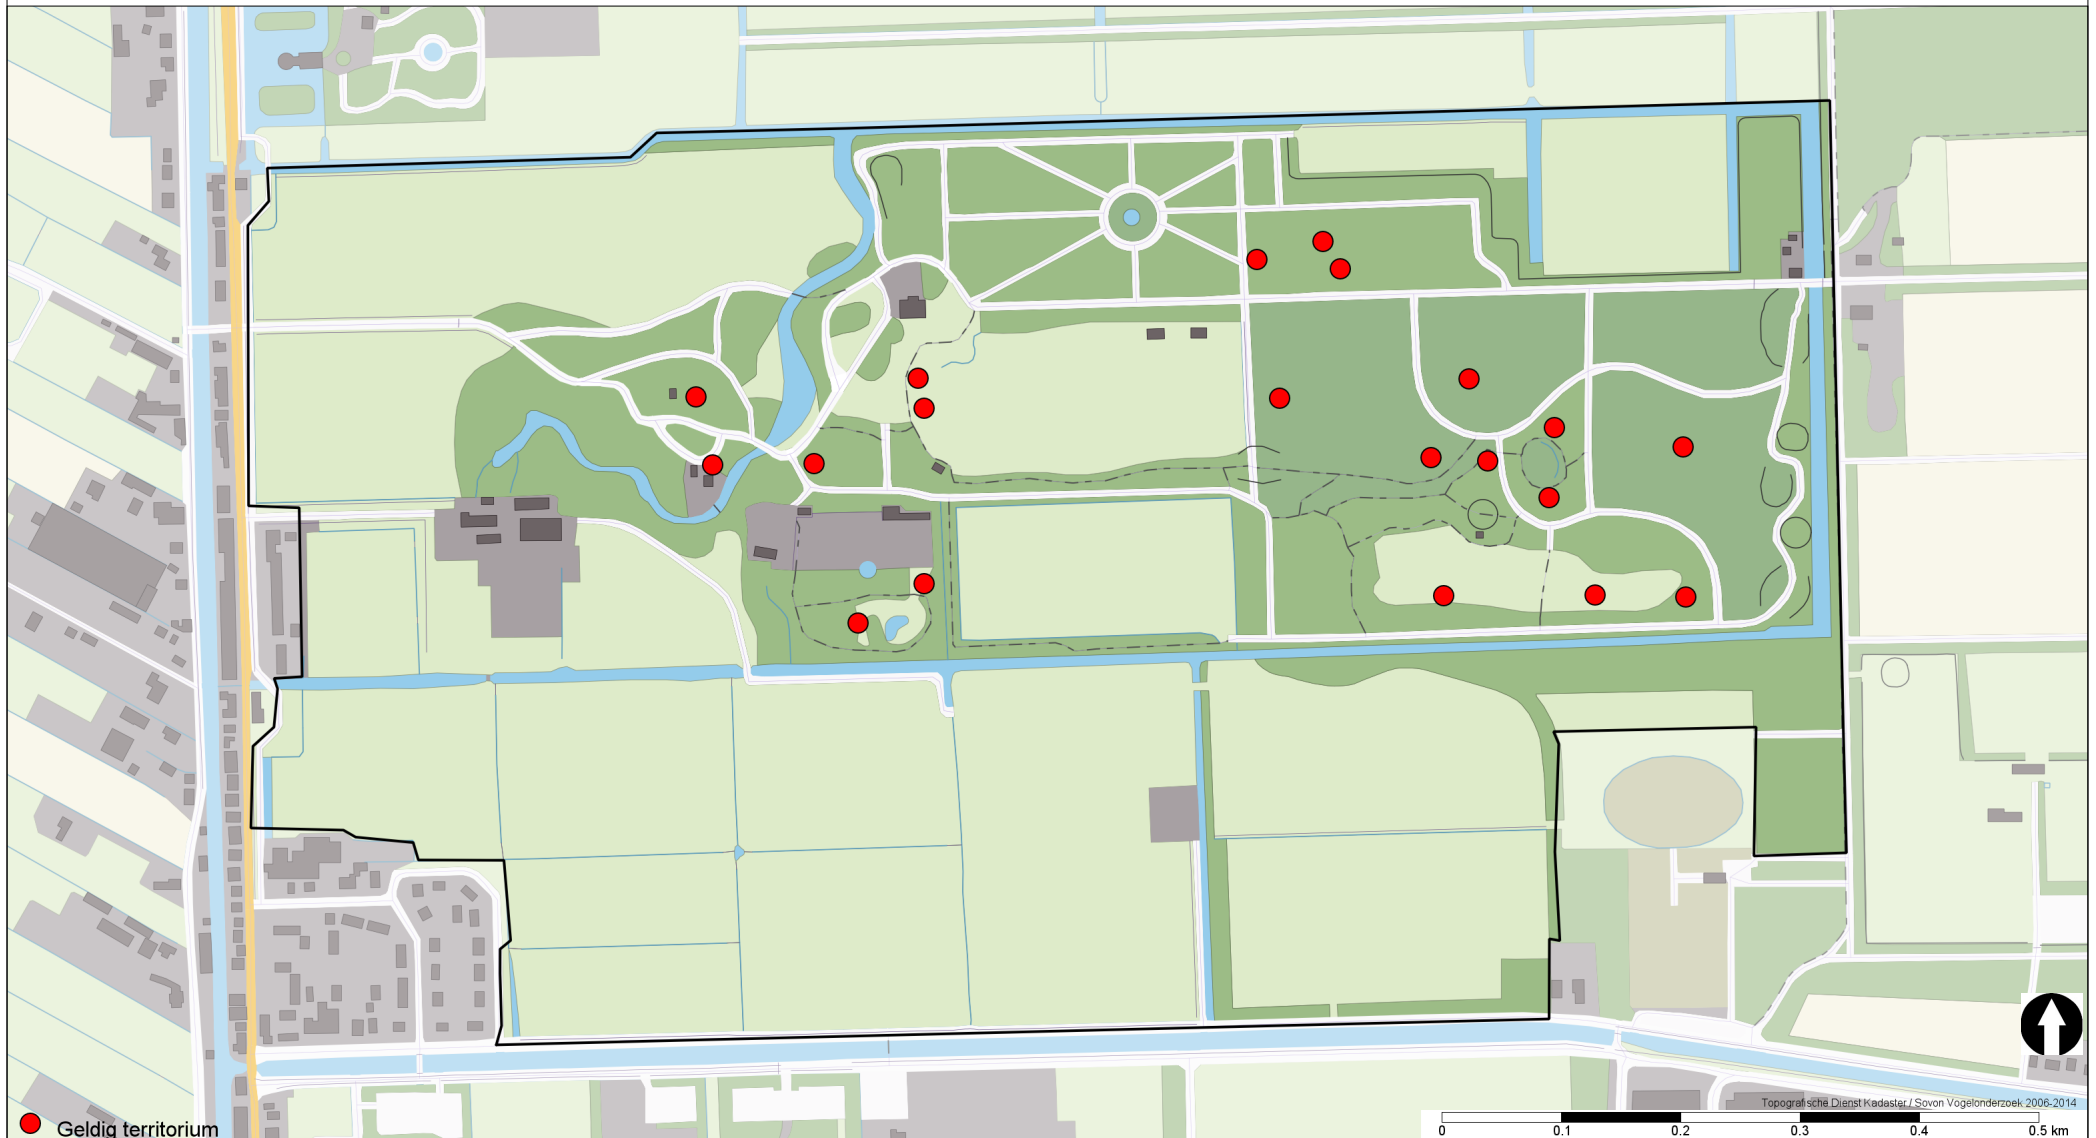 Topografische Dienst Kadaster / Sovon Vogelonderzoek 2006-2014
Geldig territorium
0 0.1 0.2 0.3 0.4 0.5 km